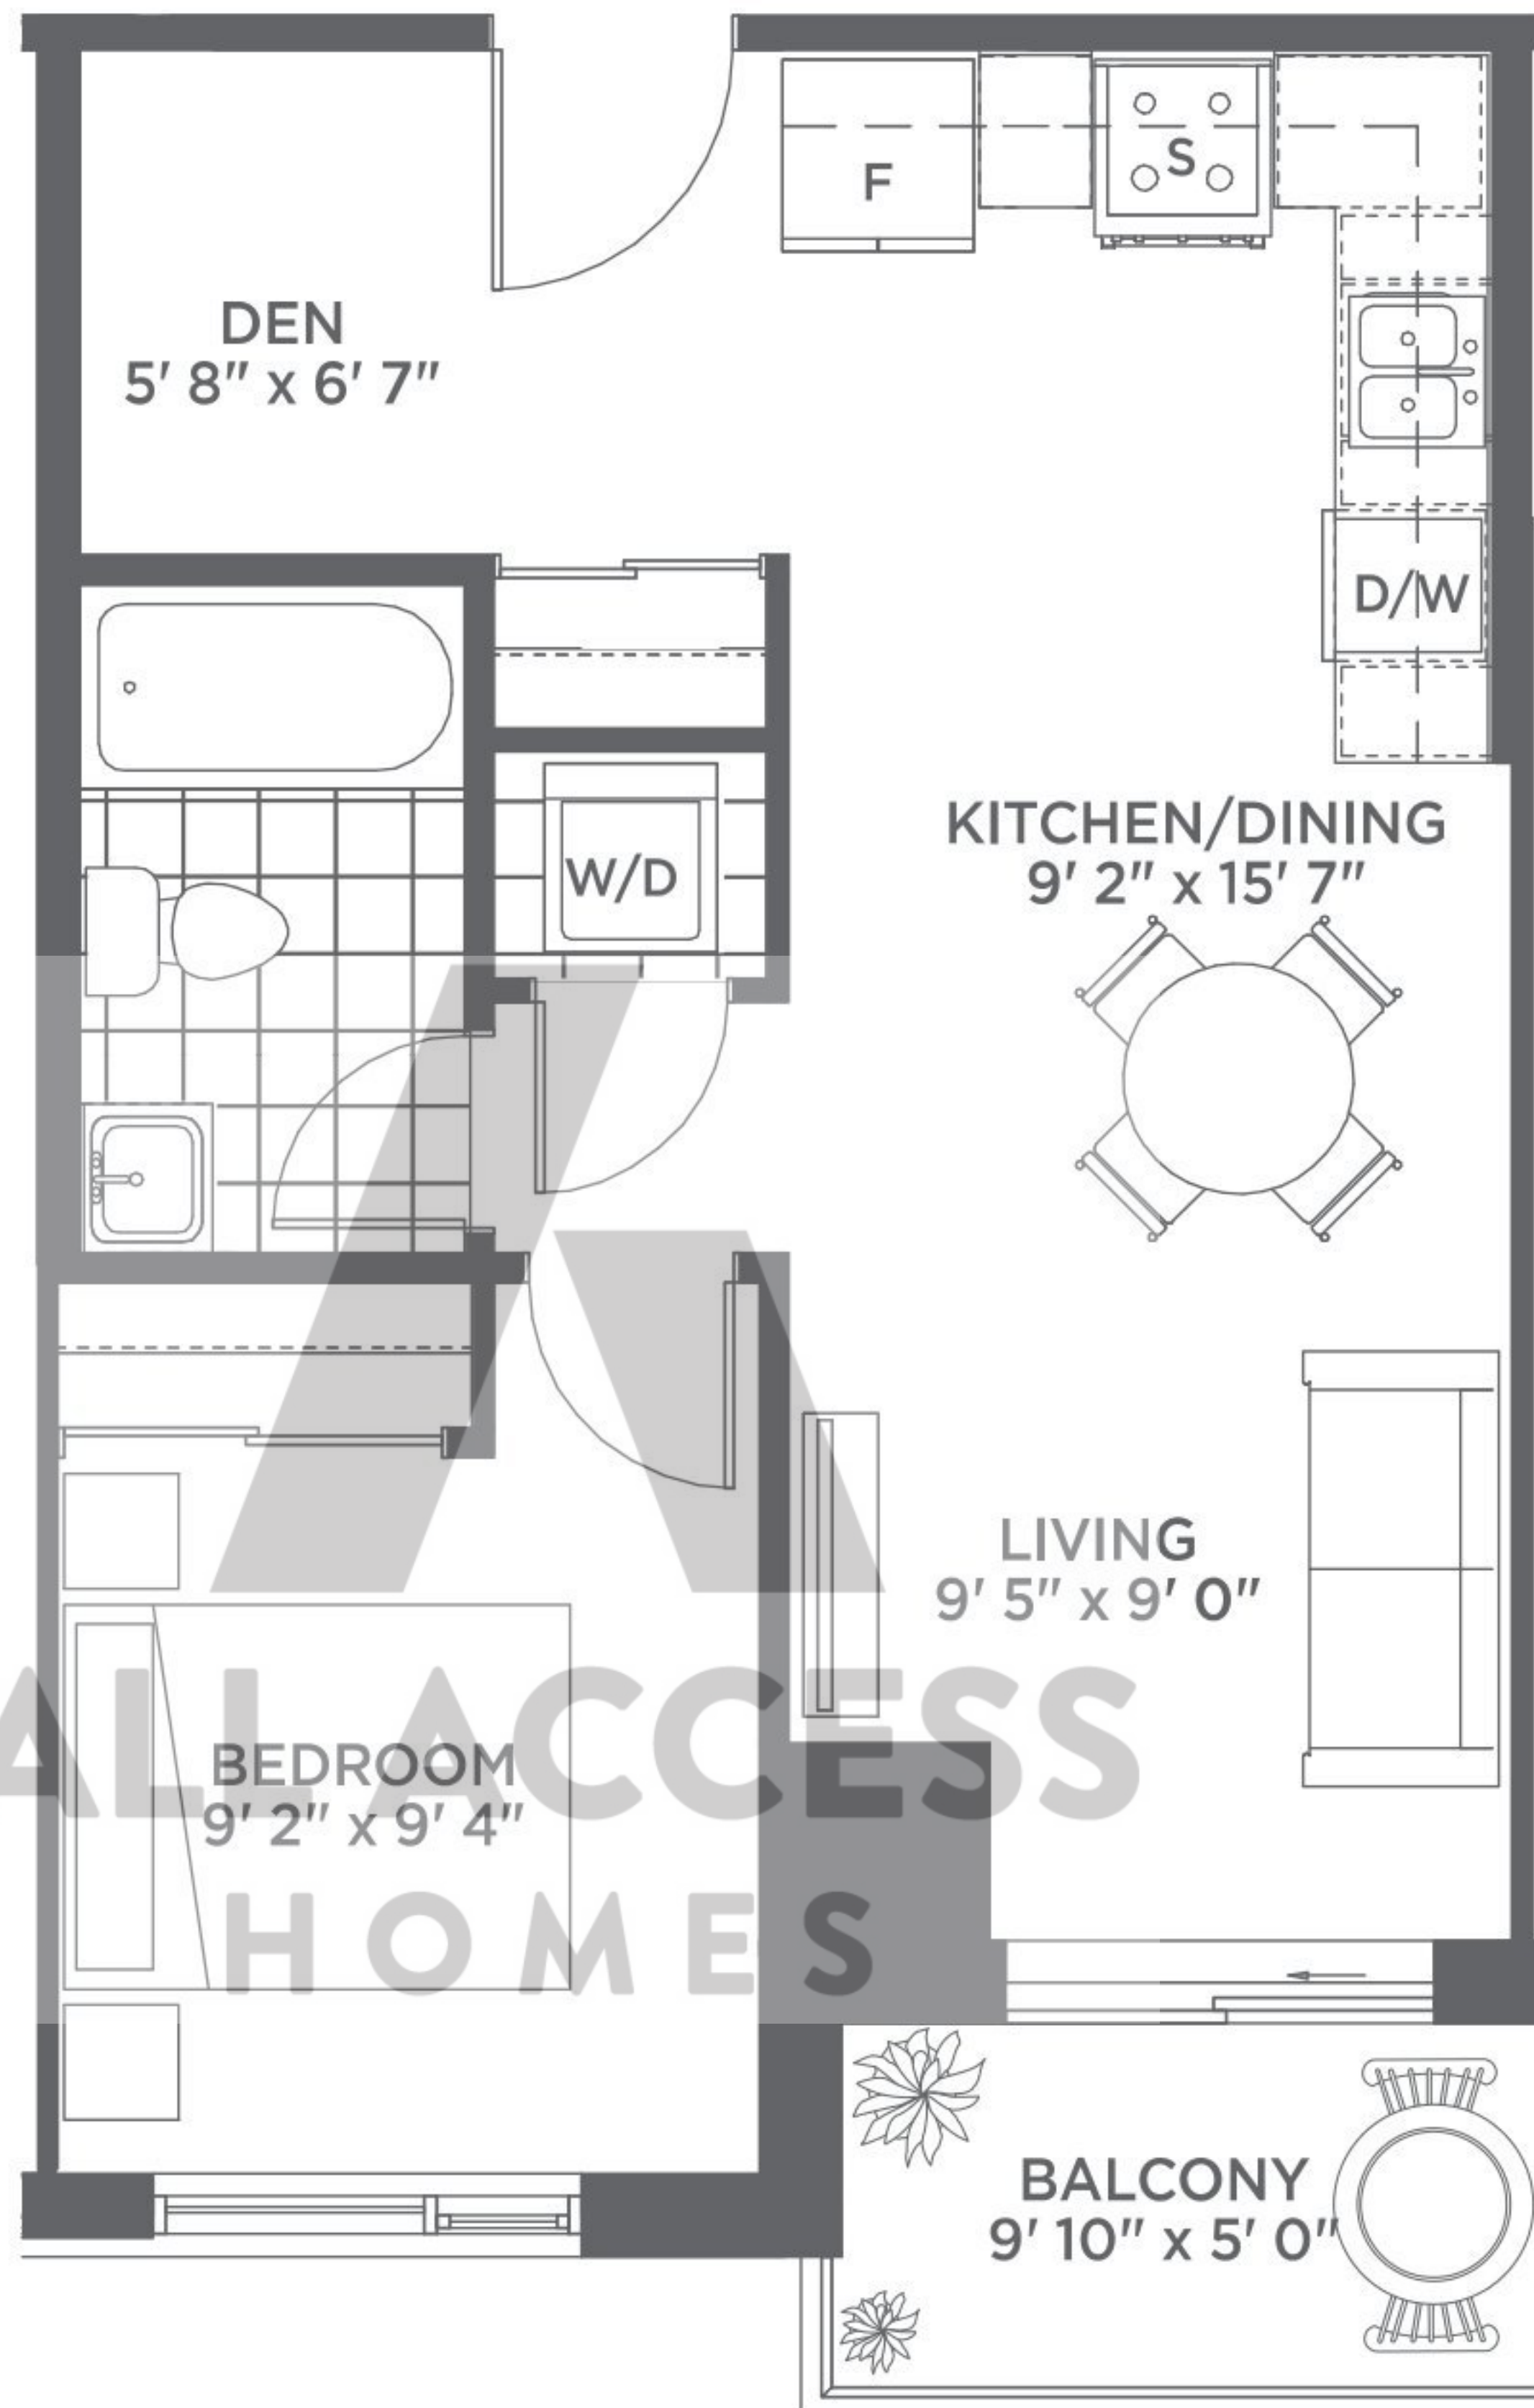 F
S
DEN
5' 8" x 6' 7"
D/W
KITCHEN/DINING
9' 2" x 15' 7"
W/D
LIVING
9' 5" x 9' 0"
ALL ACCESS
BEDROOM
9' 2" x 9' 4"
HOMES
BALCONY
9' 10" x 5' 0"